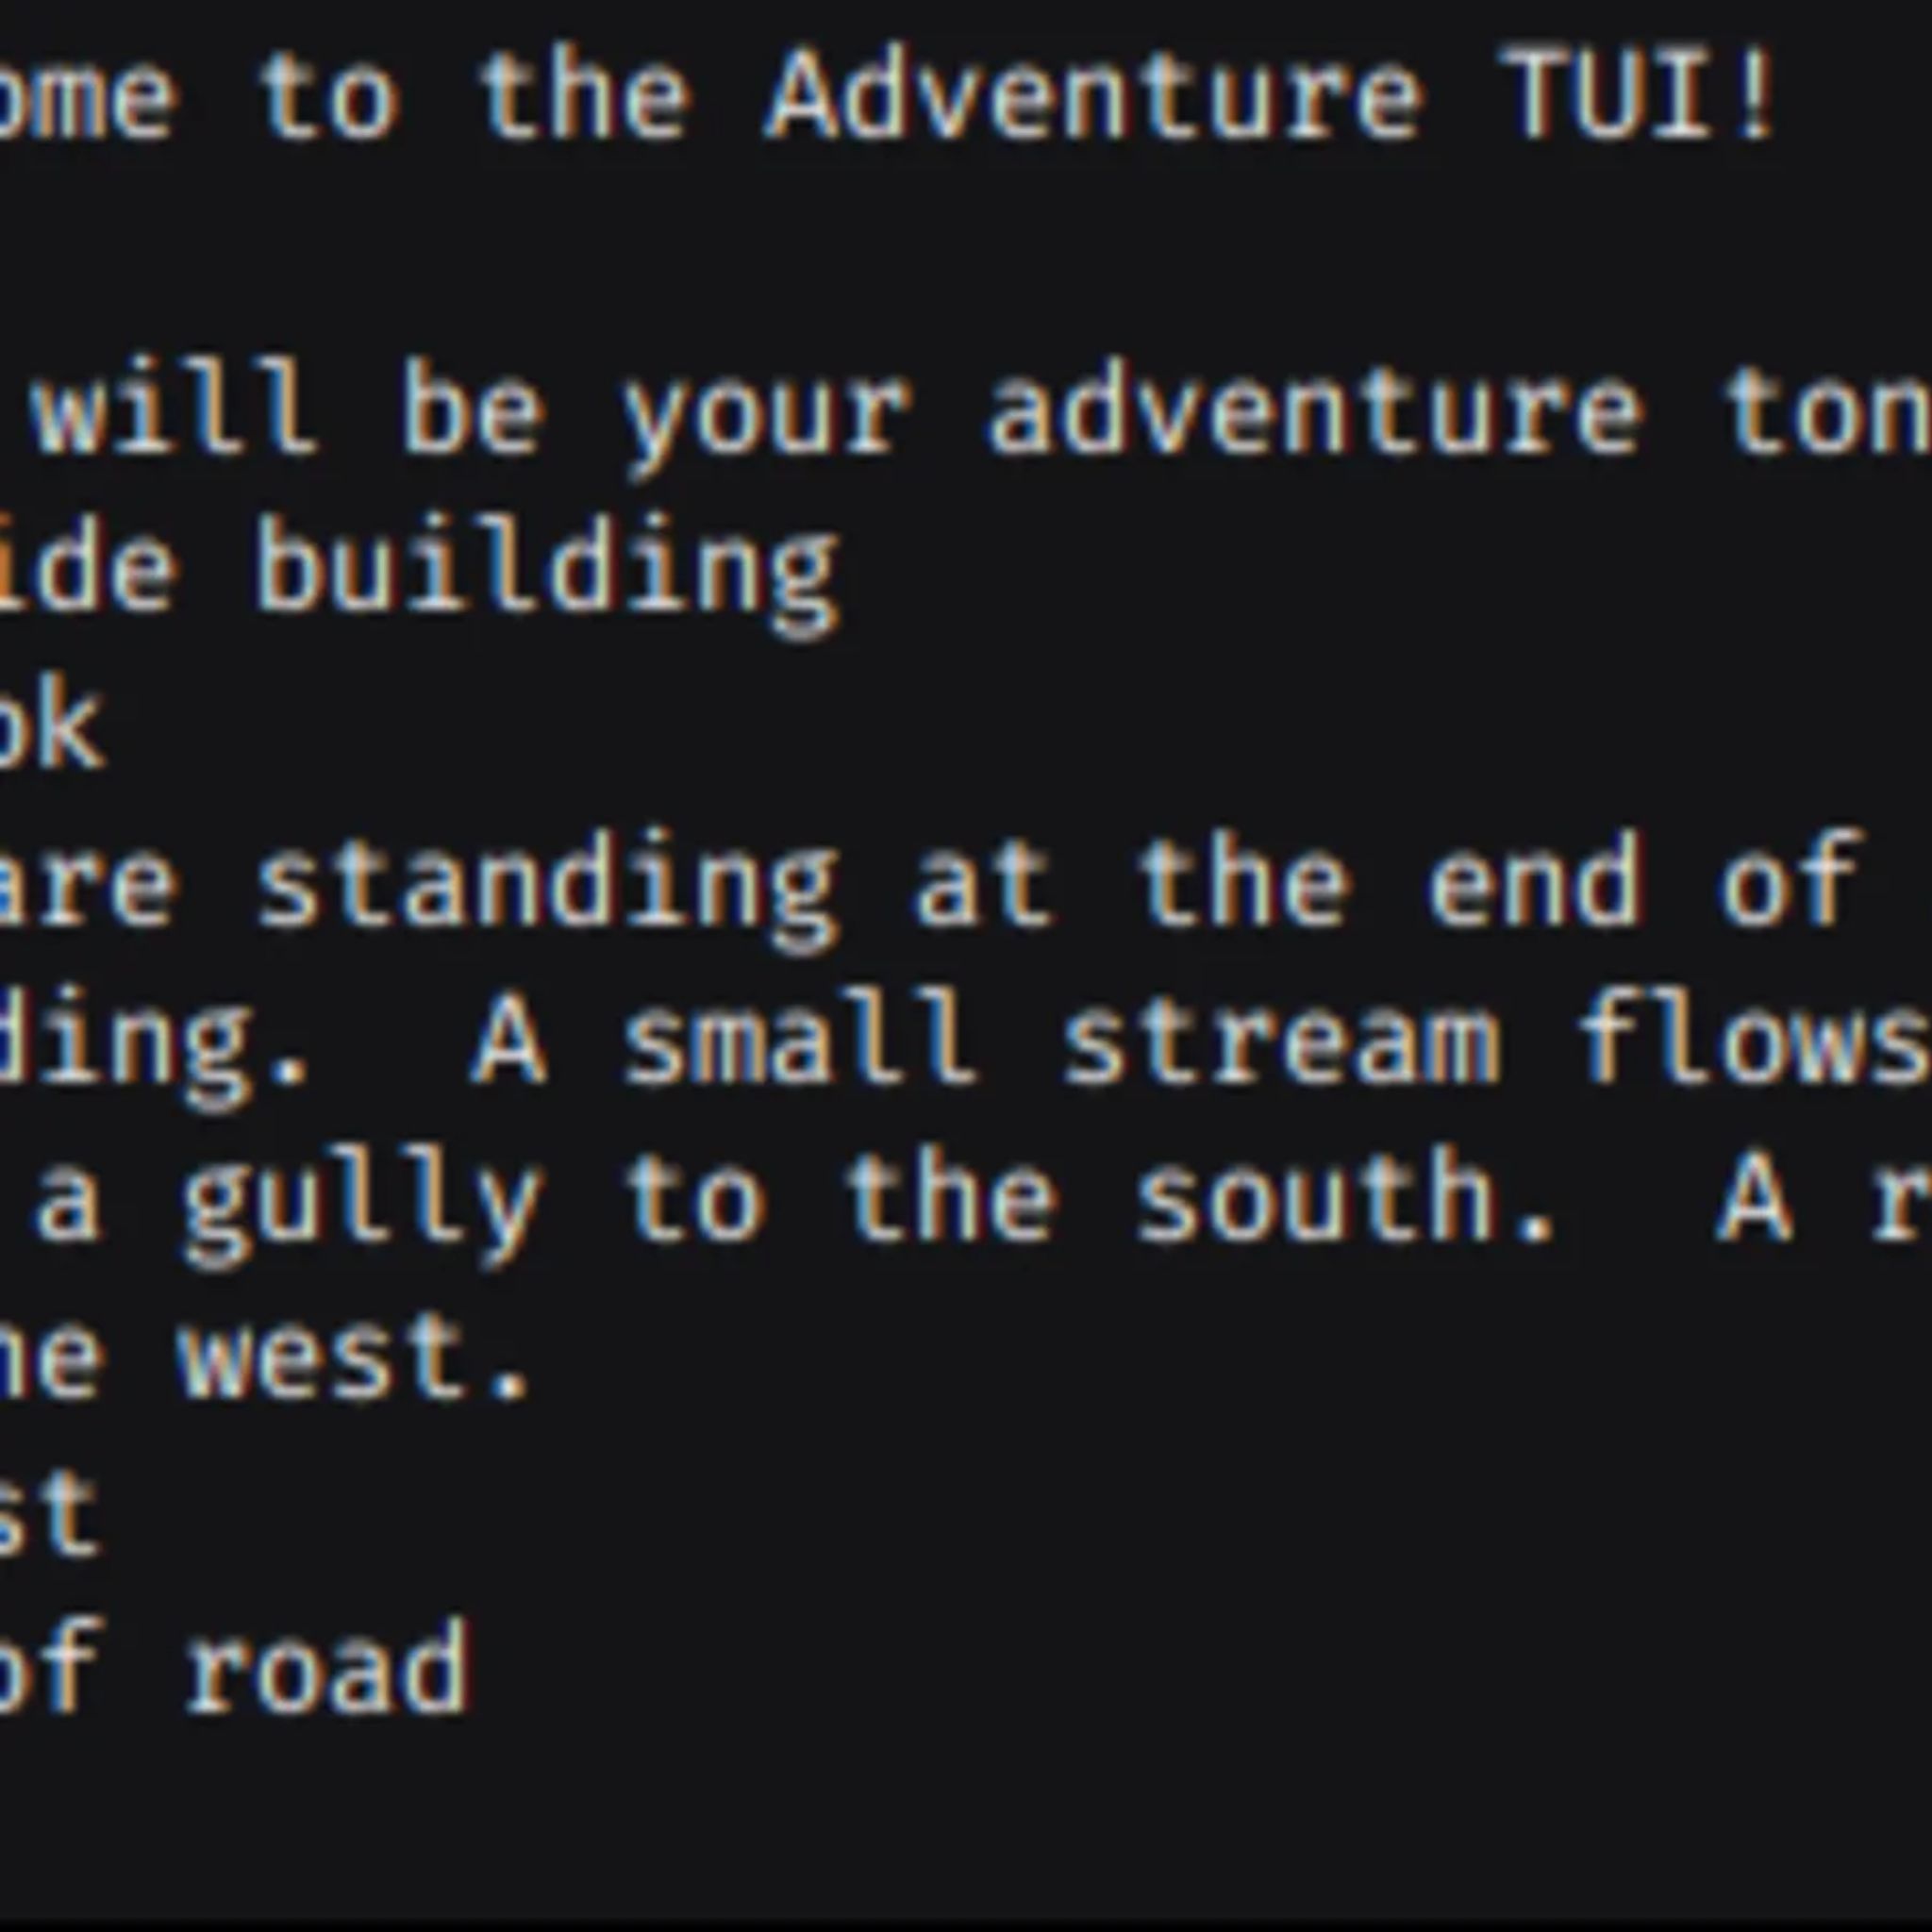 ome to the Adventure TUI!
will be your adventure ton
ide building
ok
are standing at the end of
ding.  A small stream flows
a gully to the south.  A r
he west.
st
of road